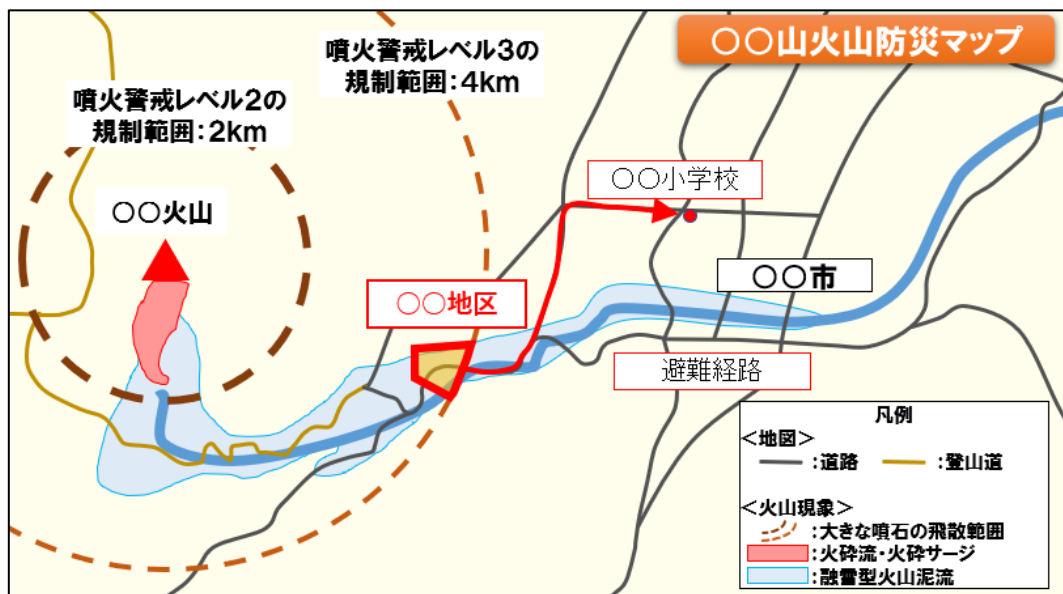 ○○山火山防災マップ
噴火警戒レベル3の
規制範囲:4km
噴火警戒レベル2の
規制範囲:2km
○○火山
○○小学校
○○市
○○地区
避難経路
凡例
<地図>
:道路
:登山道
<火山現象>
:大きな噴石の飛散範囲
:火砕流・火砕サージ
:融雪型火山泥流